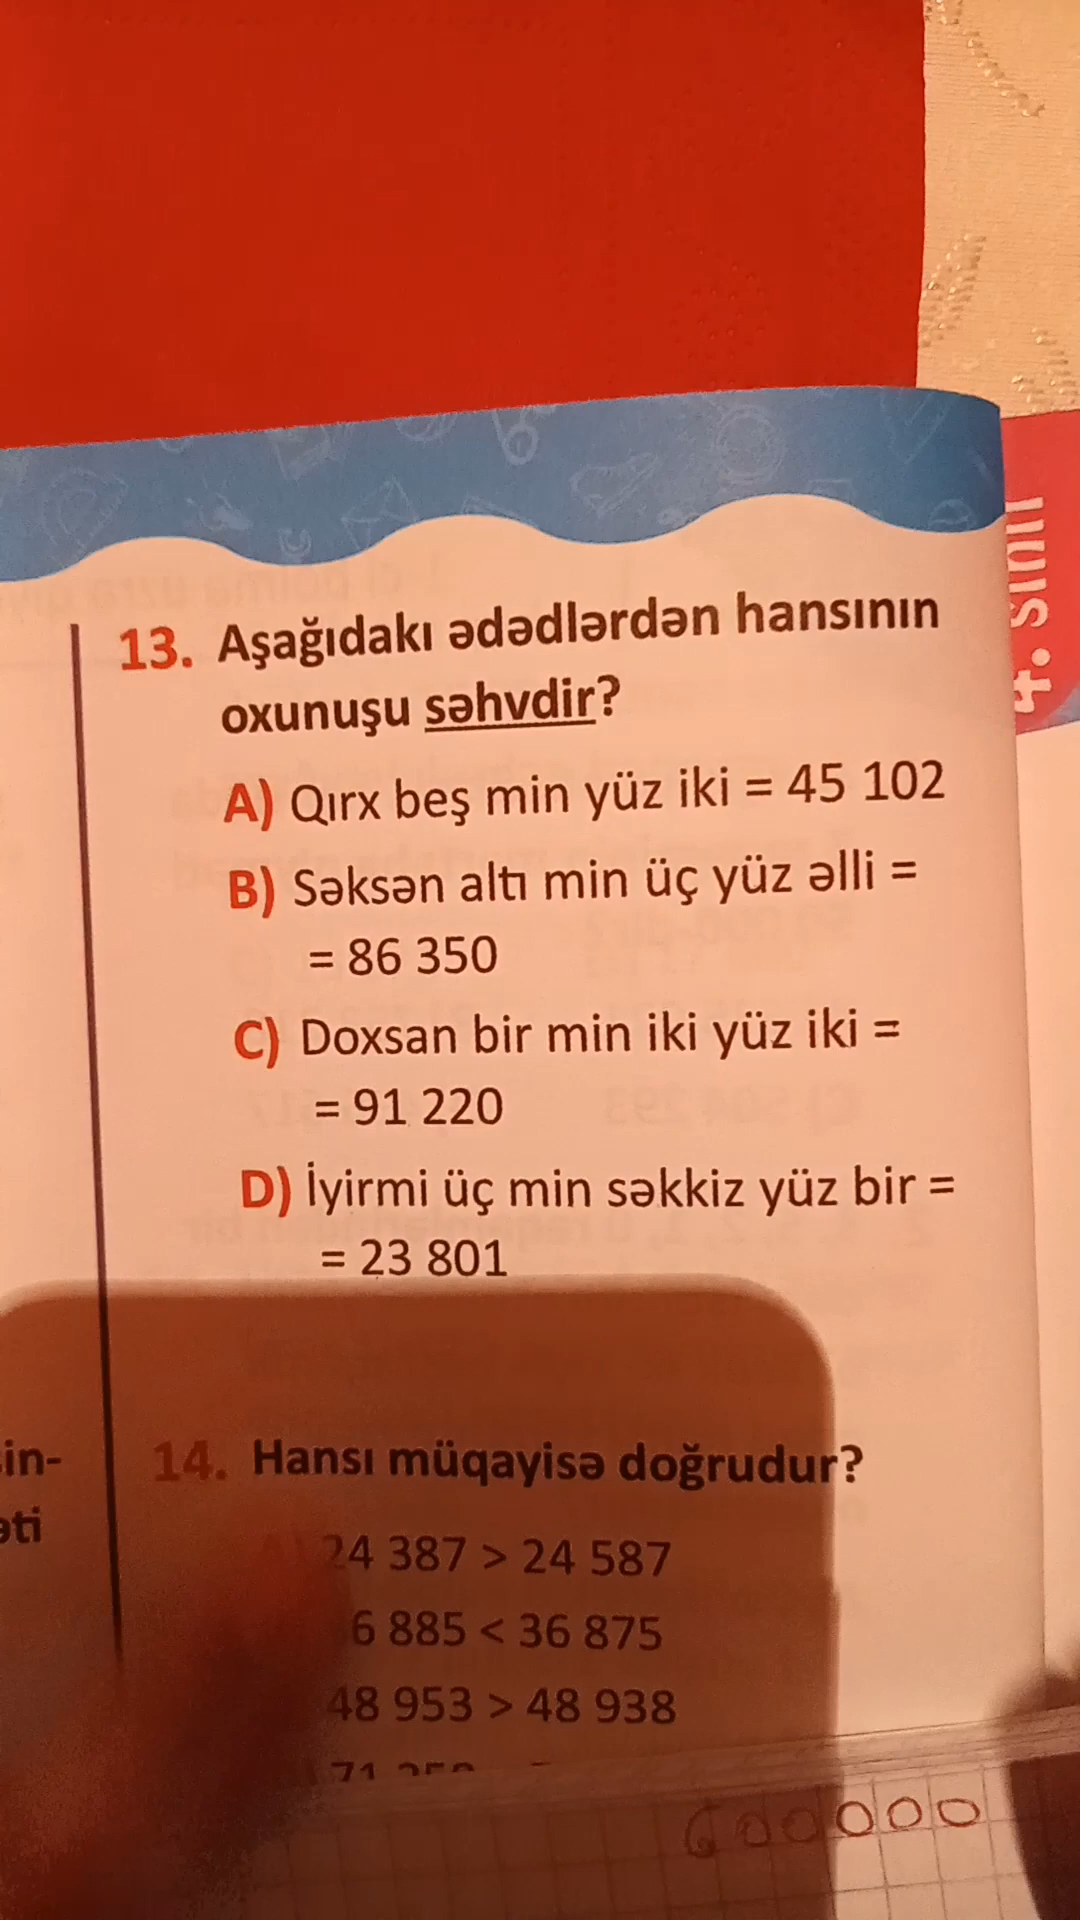 4. sinif
13. Aşağıdakı ədədlərdən hansının
oxunuşu səhvdir?
A) Qırx beş min yüz iki = 45 102
B) Səksən altı min üç yüz əlli =
= 86 350
C) Doxsan bir min iki yüz iki =
= 91 220
D) İyirmi üç min səkkiz yüz bir =
= 23 801
in-
əti
14. Hansı müqayisə doğrudur?
A) 24 387 > 24 587
6 885 < 36 875
48 953 > 48 938
71
600000